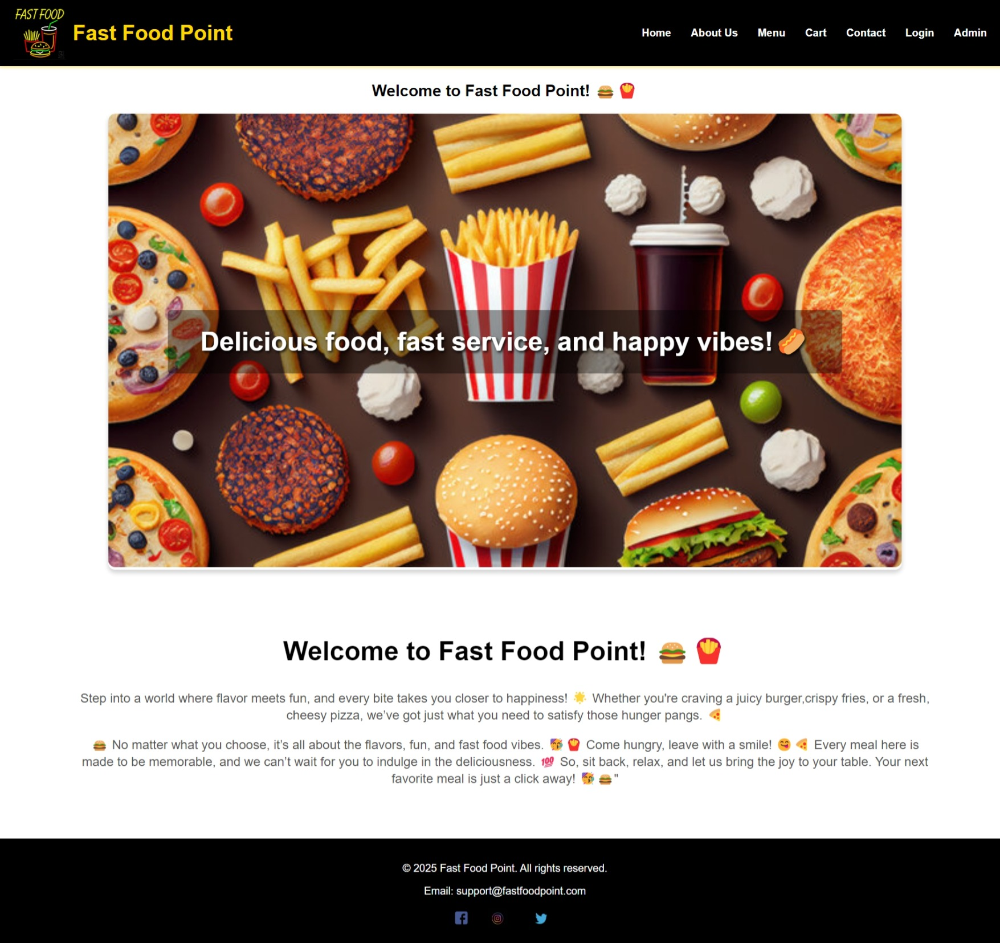 FAST FOOD
Fast Food Point
Home About Us Menu Cart Contact Login Admin
Welcome to Fast Food Point! 🍔 🍟
Delicious food, fast service, and happy vibes!🌭
Welcome to Fast Food Point! 🍔 🍟
Step into a world where flavor meets fun, and every bite takes you closer to happiness! 🌟 Whether you're craving a juicy burger,crispy fries, or a fresh,
cheesy pizza, we’ve got just what you need to satisfy those hunger pangs. 🍕
🍔 No matter what you choose, it’s all about the flavors, fun, and fast food vibes. 🥳 🍟 Come hungry, leave with a smile! 😋 🍕 Every meal here is
made to be memorable, and we can’t wait for you to indulge in the deliciousness. 💯 So, sit back, relax, and let us bring the joy to your table. Your next
favorite meal is just a click away! 🥳 🍔"
© 2025 Fast Food Point. All rights reserved.
Email: support@fastfoodpoint.com